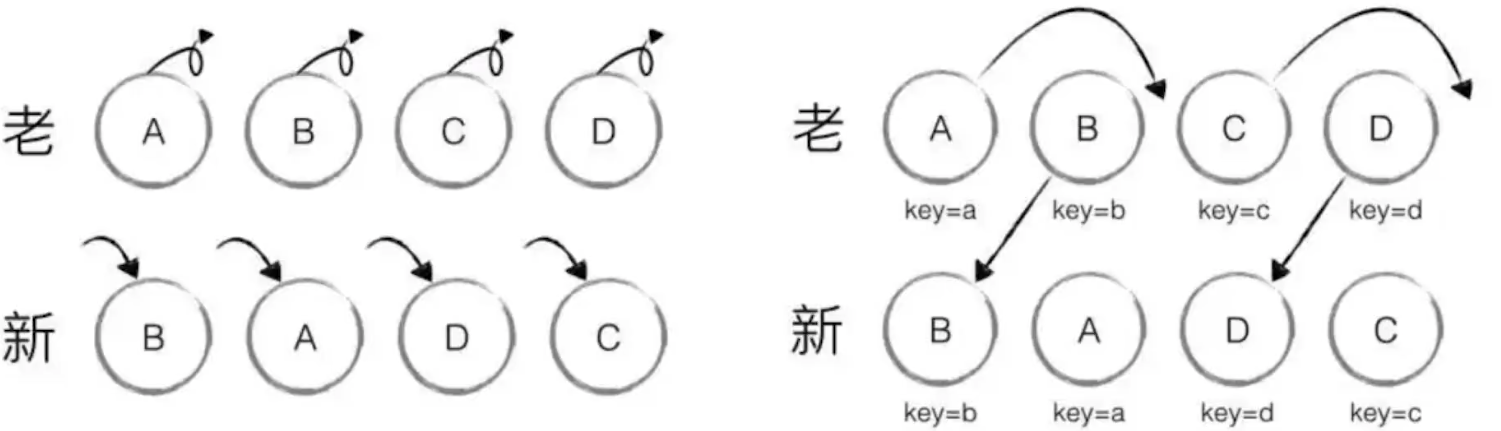 老 A B C D
新 B A D C
老 A B C D
key=a key=b key=c key=d
新 B A D C
key=b key=a key=d key=c